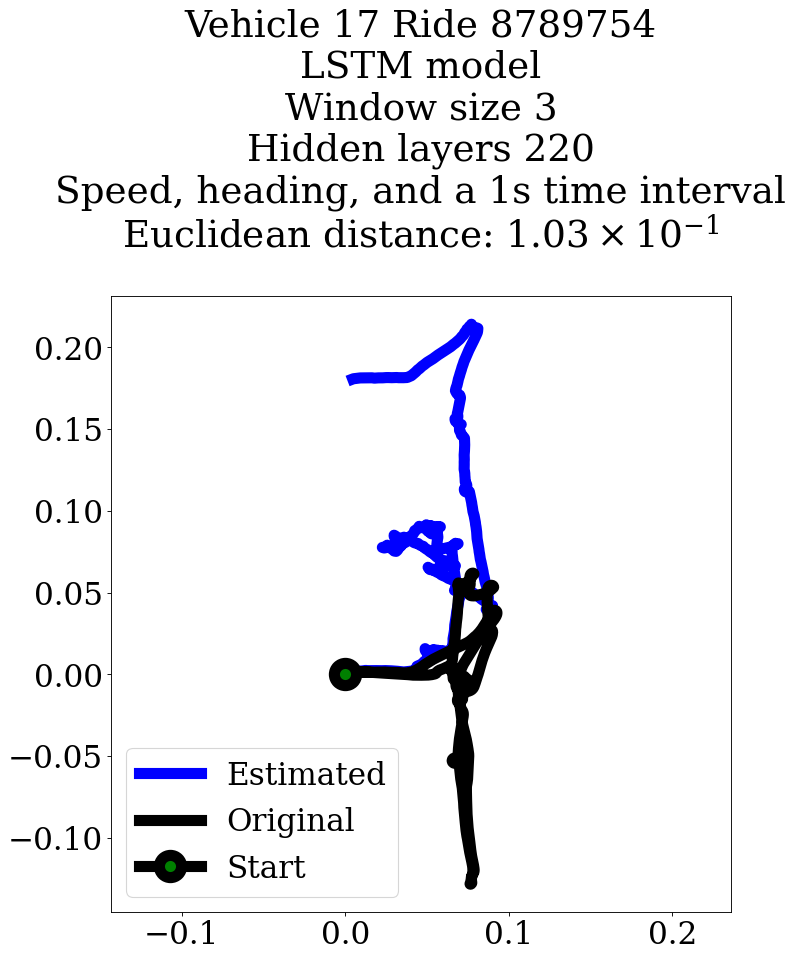 Vehicle 17 Ride 8789754
LSTM model
Window size 3
Hidden layers 220
Speed, heading, and a 1s time interval
Euclidean distance: 1.03 × 10⁻¹
0.20
0.15
0.10
0.05
0.00
−0.05
−0.10
Estimated
Original
Start
−0.1
0.0
0.1
0.2